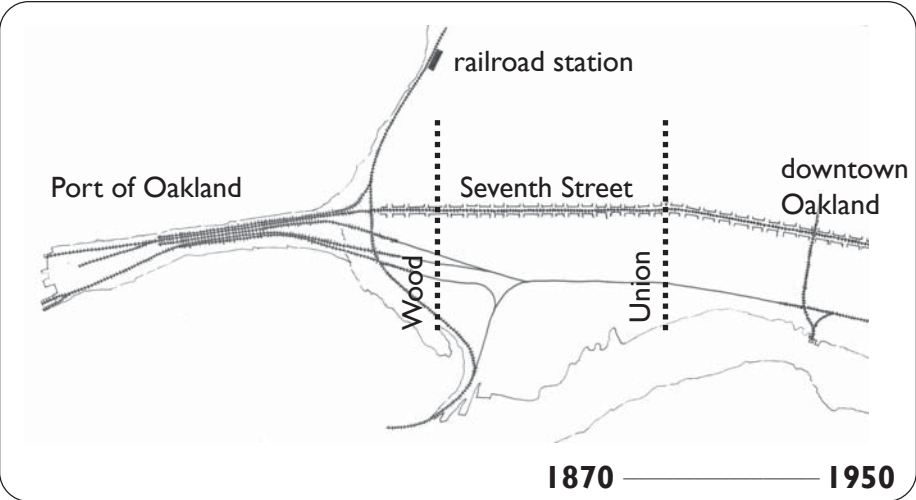 railroad station
Port of Oakland
Seventh Street
downtown
Oakland
Wood
Union
1870
1950